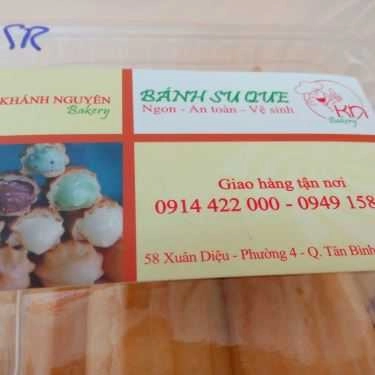 SR
KHÁNH NGUYÊN
Bakery
BÁNH SU QUE
Ngon - An toàn - Vệ sinh
KN
Bakery
Giao hàng tận nơi
0914 422 000 - 0949 158
58 Xuân Diệu - Phường 4 - Q. Tân Bình